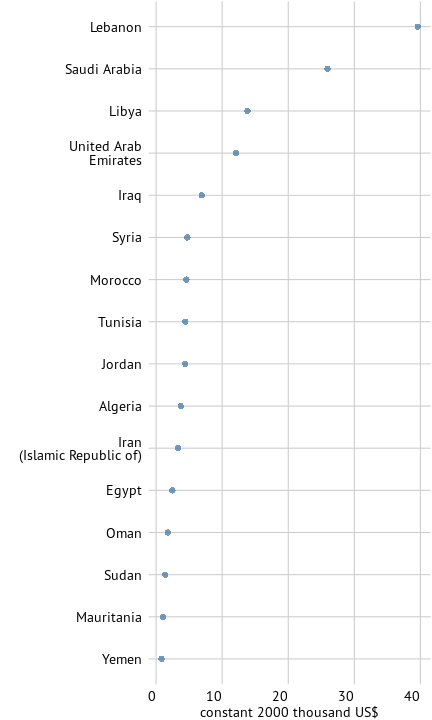 Lebanon
Saudi Arabia
Libya
United Arab
Emirates
Iraq
Syria
Morocco
Tunisia
Jordan
Algeria
Iran
(Islamic Republic of)
Egypt
Oman
Sudan
Mauritania
Yemen
0 10 20 30 40
constant 2000 thousand US$